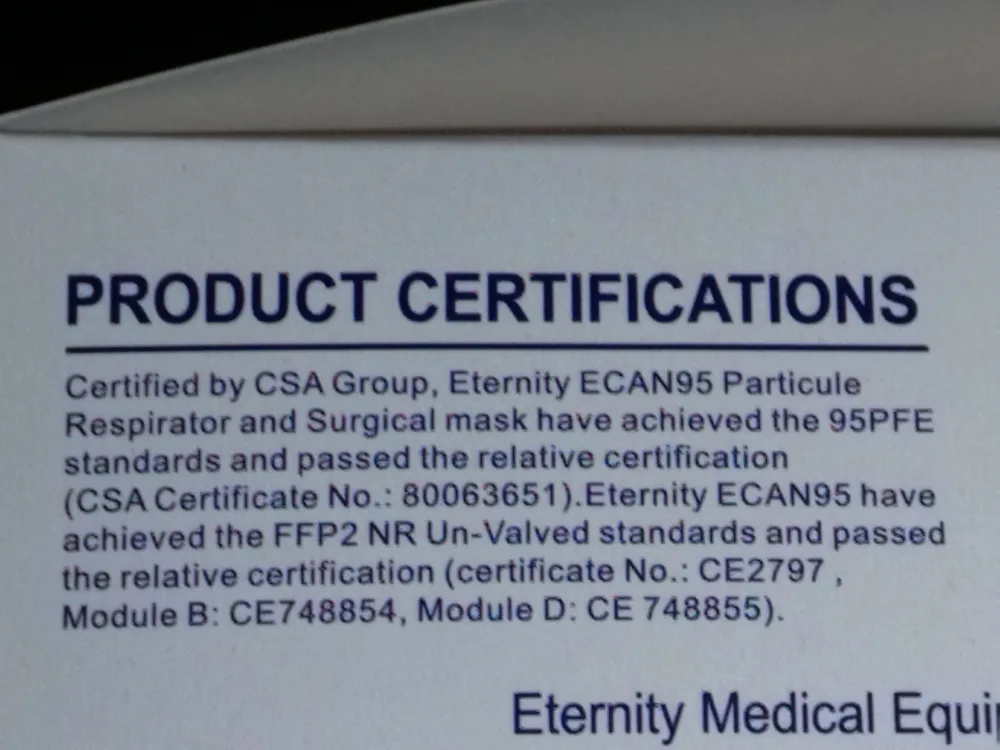 PRODUCT CERTIFICATIONS
Certified by CSA Group, Eternity ECAN95 Particule
Respirator and Surgical mask have achieved the 95PFE
standards and passed the relative certification
(CSA Certificate No.: 80063651).Eternity ECAN95 have
achieved the FFP2 NR Un-Valved standards and passed
the relative certification (certificate No.: CE2797 ,
Module B: CE748854, Module D: CE 748855).
Eternity Medical